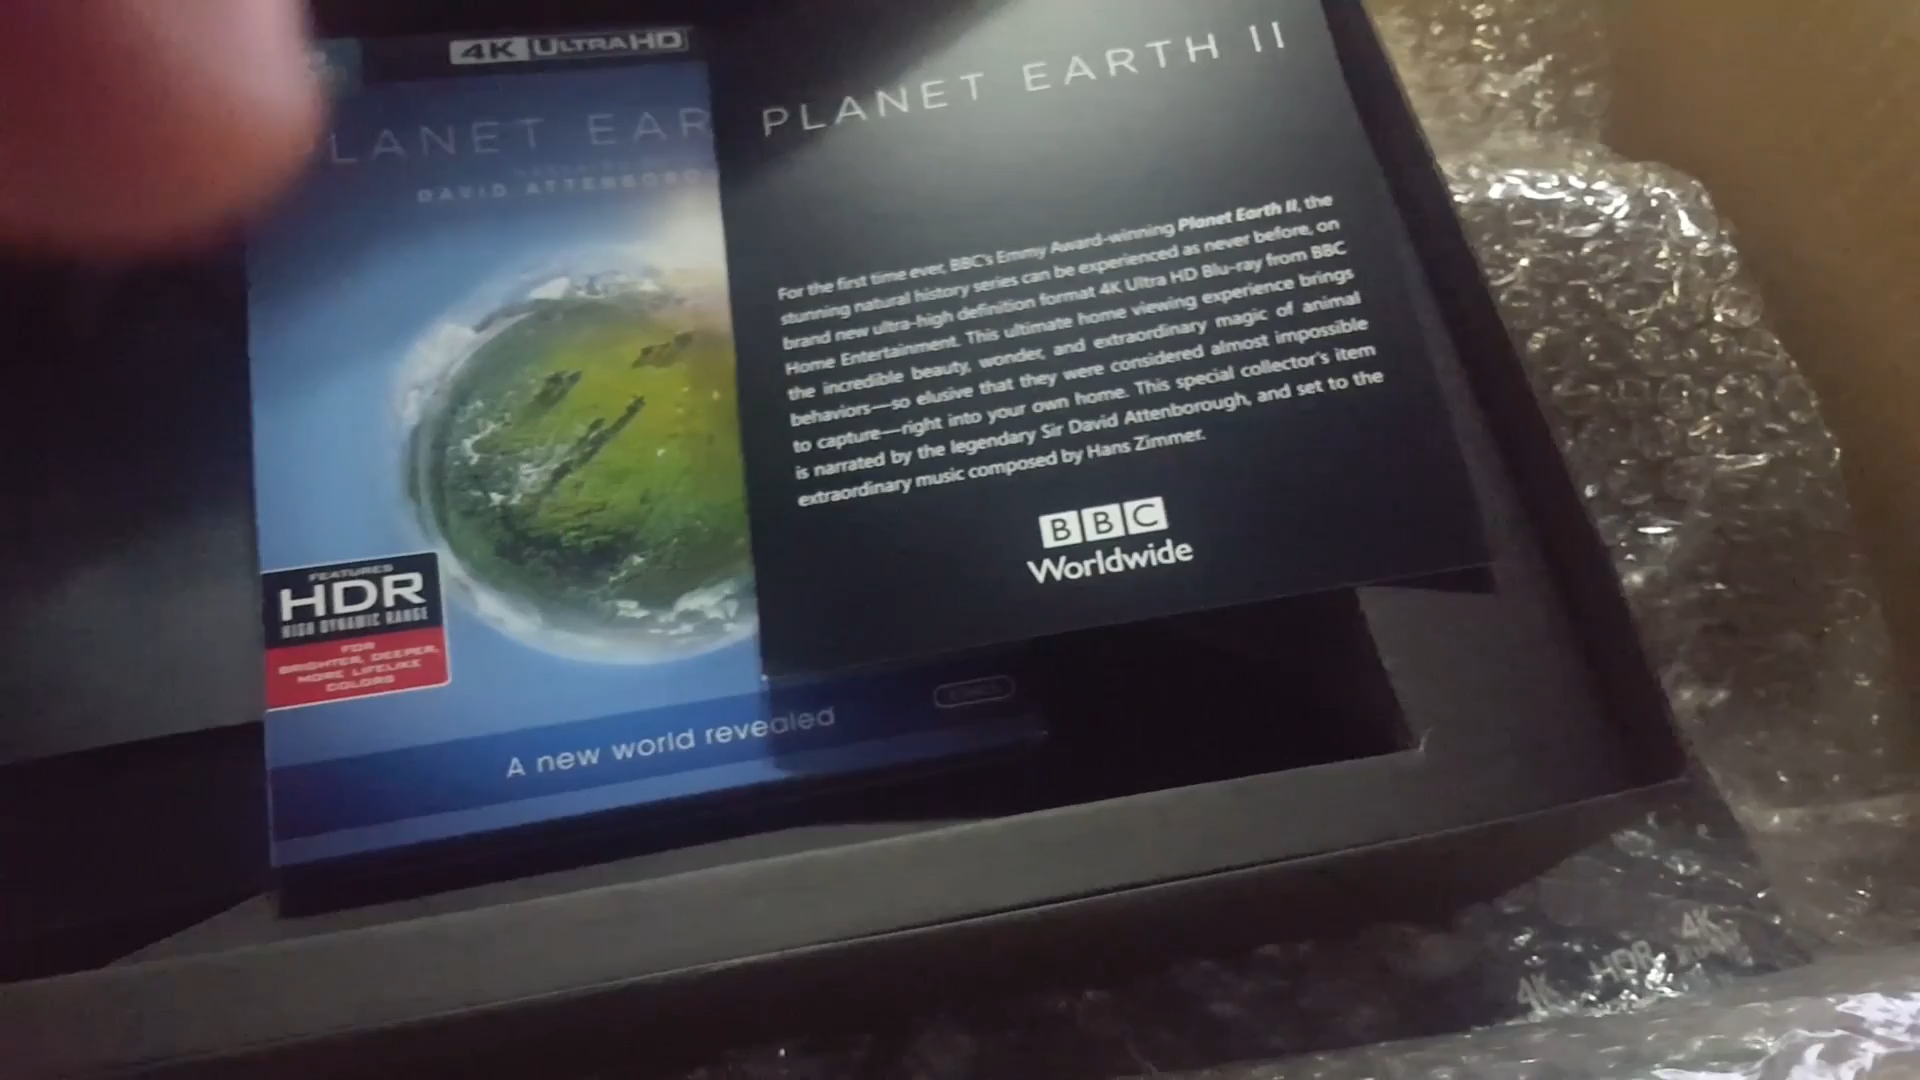 4K ULTRA HD
LANET EAR
DAVID ATTENBORO
FEATURES
HDR
HIGH DYNAMIC RANGE
FOR
BRIGHTER, DEEPER,
MORE LIFELIKE
COLORS
A new world revealed
PLANET EARTH II
For the first time ever, BBC's Emmy Award-winning Planet Earth II, the
stunning natural history series can be experienced as never before, on
brand new ultra-high definition format 4K Ultra HD Blu-ray from BBC
Home Entertainment. This ultimate home viewing experience brings
the incredible beauty, wonder, and extraordinary magic of animal
behaviors—so elusive that they were considered almost impossible
to capture—right into your own home. This special collector's item
is narrated by the legendary Sir David Attenborough, and set to the
extraordinary music composed by Hans Zimmer.
BBC
Worldwide
4K HDR 4K